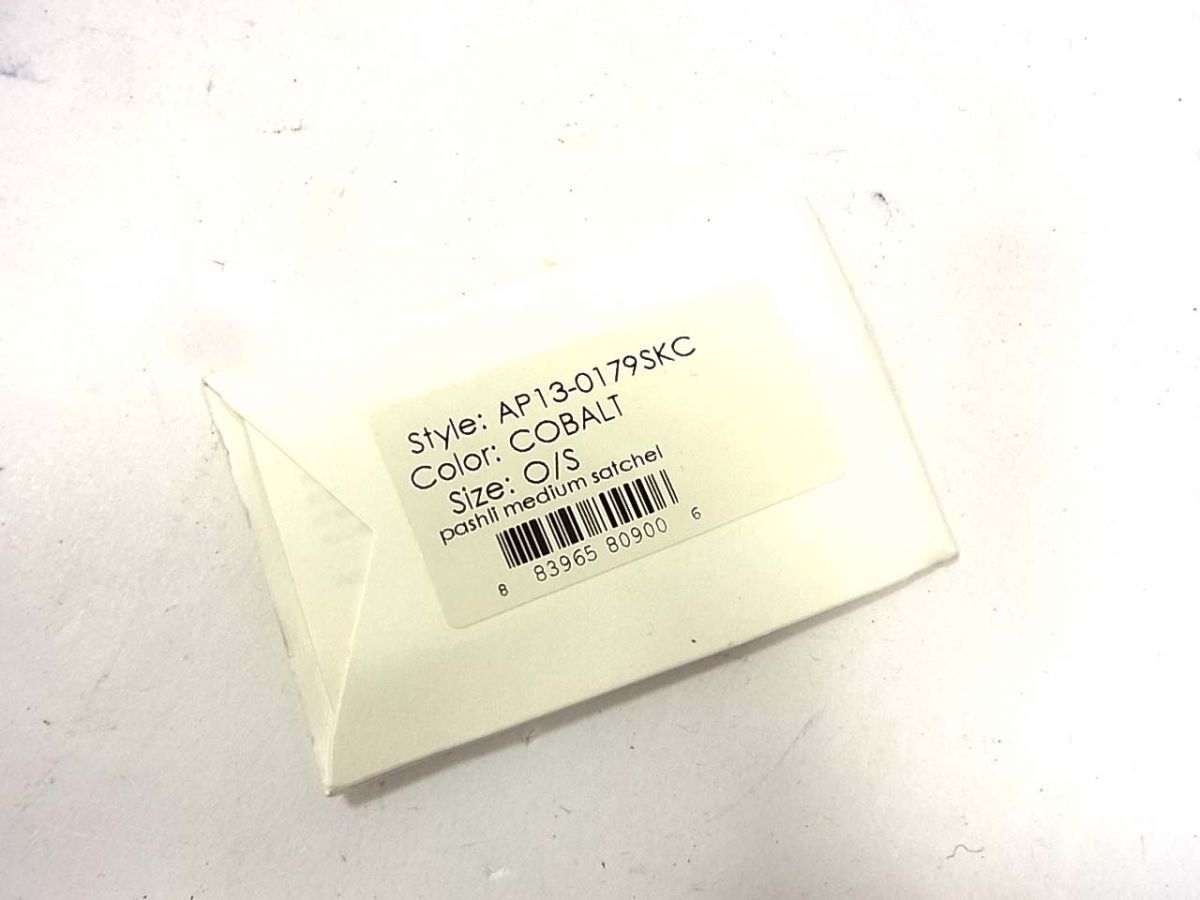 Style: AP13-0179SKC
Color: COBALT
Size: O/S
pashli medium satchel
8 83965 80900 6